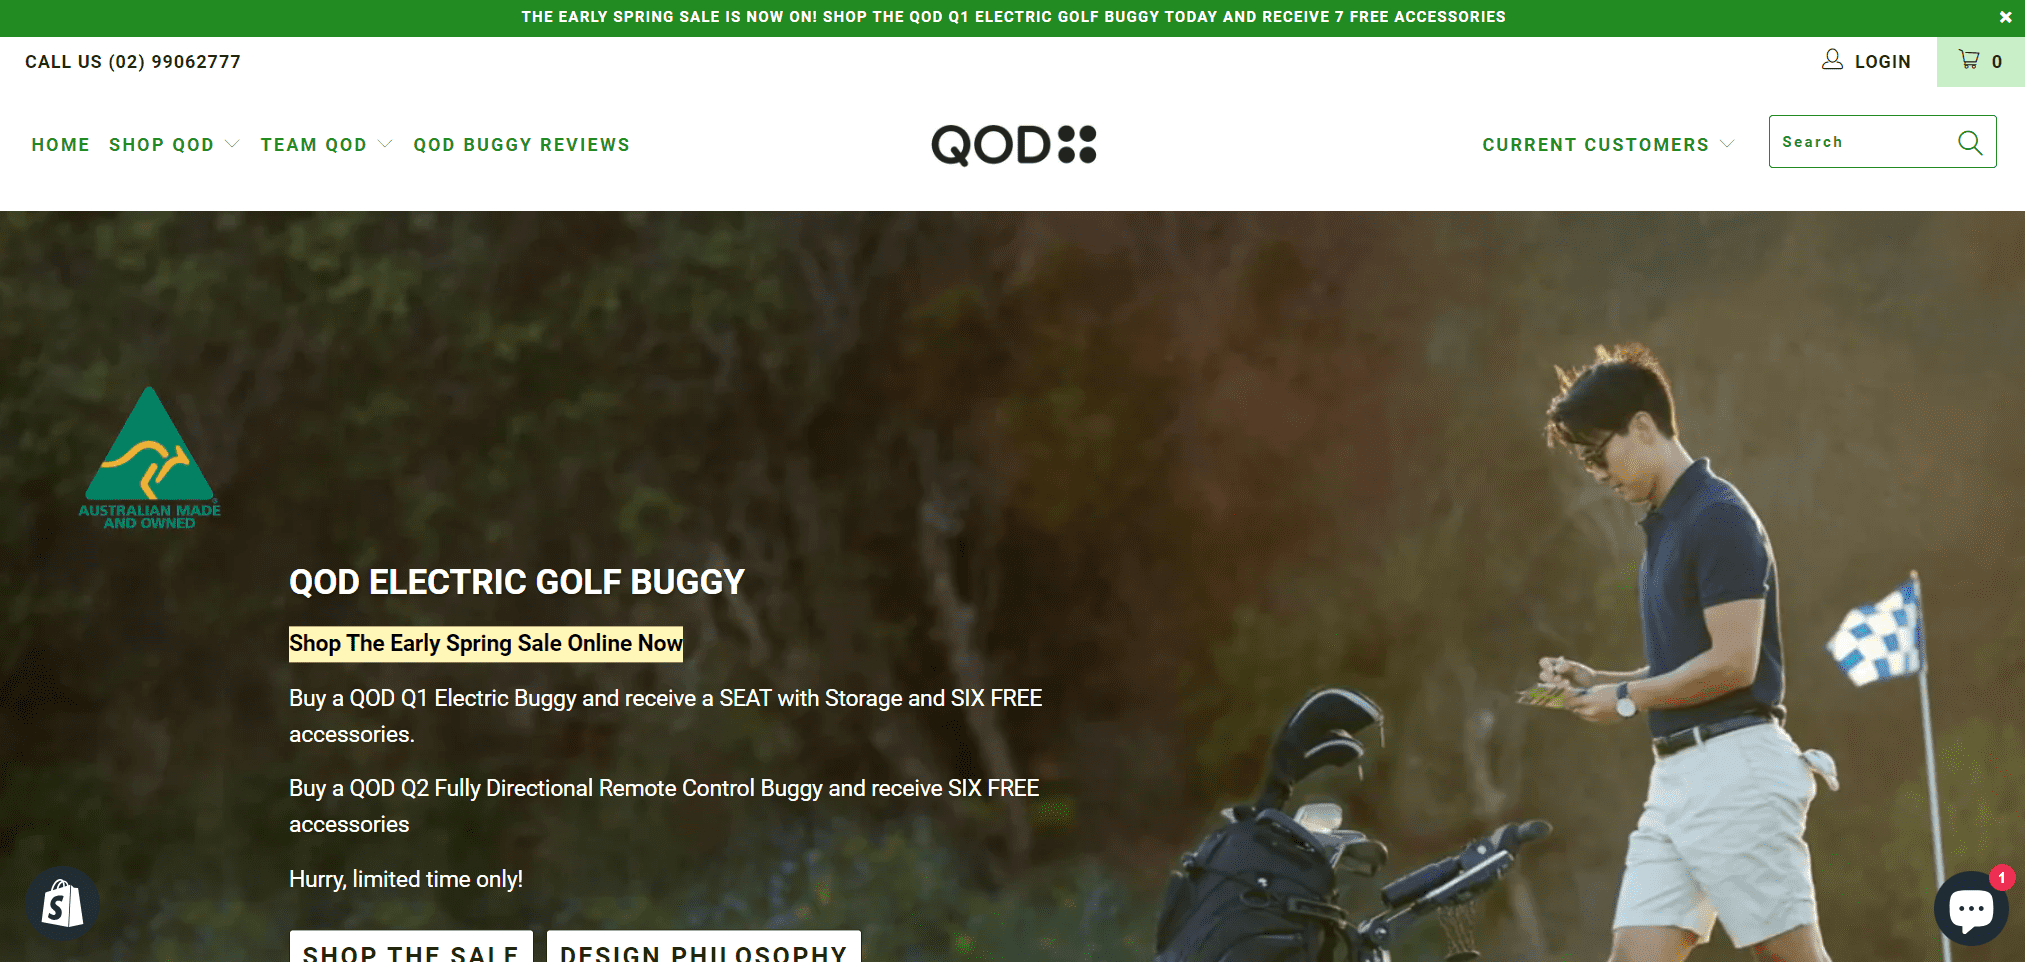 THE EARLY SPRING SALE IS NOW ON! SHOP THE QOD Q1 ELECTRIC GOLF BUGGY TODAY AND RECEIVE 7 FREE ACCESSORIES
CALL US (02) 99062777
LOGIN
0
HOME
SHOP QOD
TEAM QOD
QOD BUGGY REVIEWS
QOD
CURRENT CUSTOMERS
Search
AUSTRALIAN MADE
AND OWNED
QOD ELECTRIC GOLF BUGGY
Shop The Early Spring Sale Online Now
Buy a QOD Q1 Electric Buggy and receive a SEAT with Storage and SIX FREE
accessories.
Buy a QOD Q2 Fully Directional Remote Control Buggy and receive SIX FREE
accessories
Hurry, limited time only!
S
1
SHOP THE SALE
DESIGN PHILOSOPHY